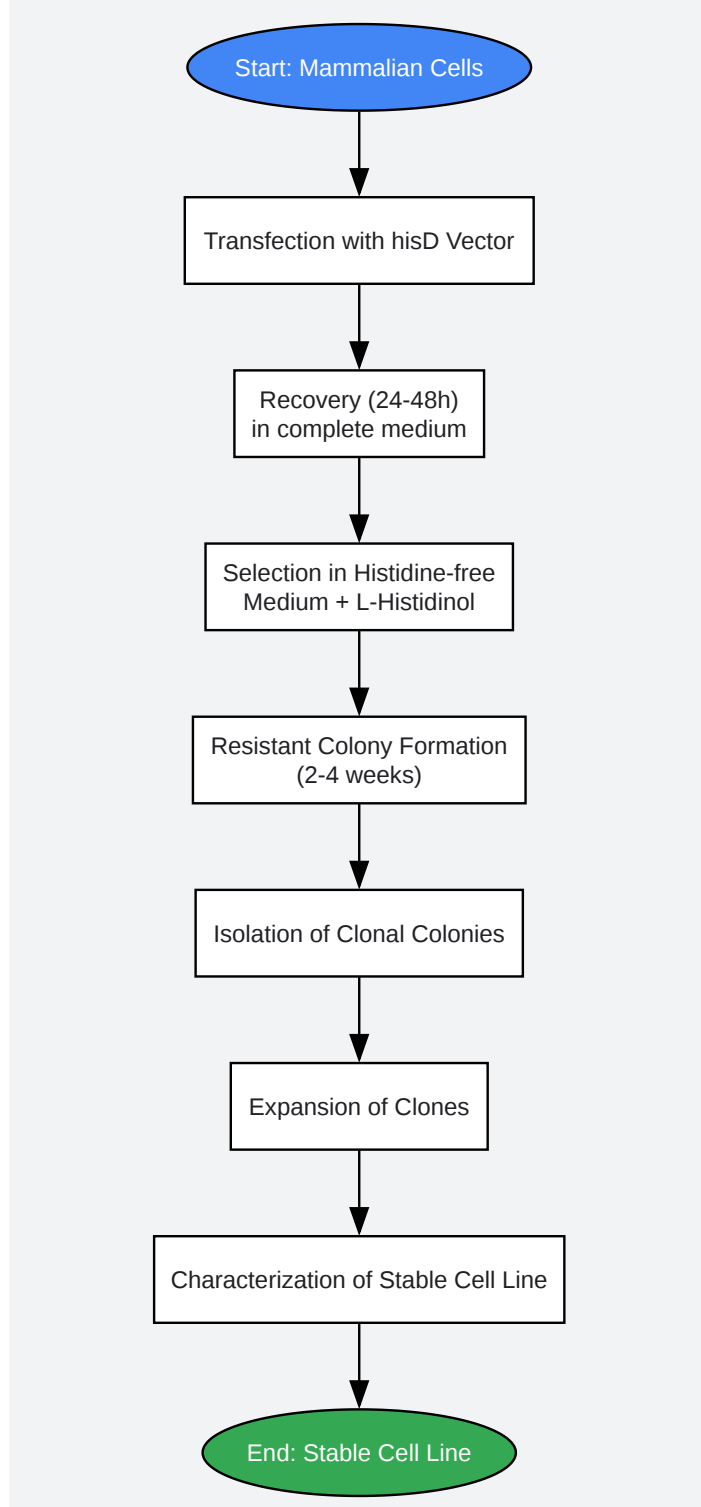 Start: Mammalian Cells
Transfection with hisD Vector
Recovery (24-48h)
in complete medium
Selection in Histidine-free
Medium + L-Histidinol
Resistant Colony Formation
(2-4 weeks)
Isolation of Clonal Colonies
Expansion of Clones
Characterization of Stable Cell Line
End: Stable Cell Line